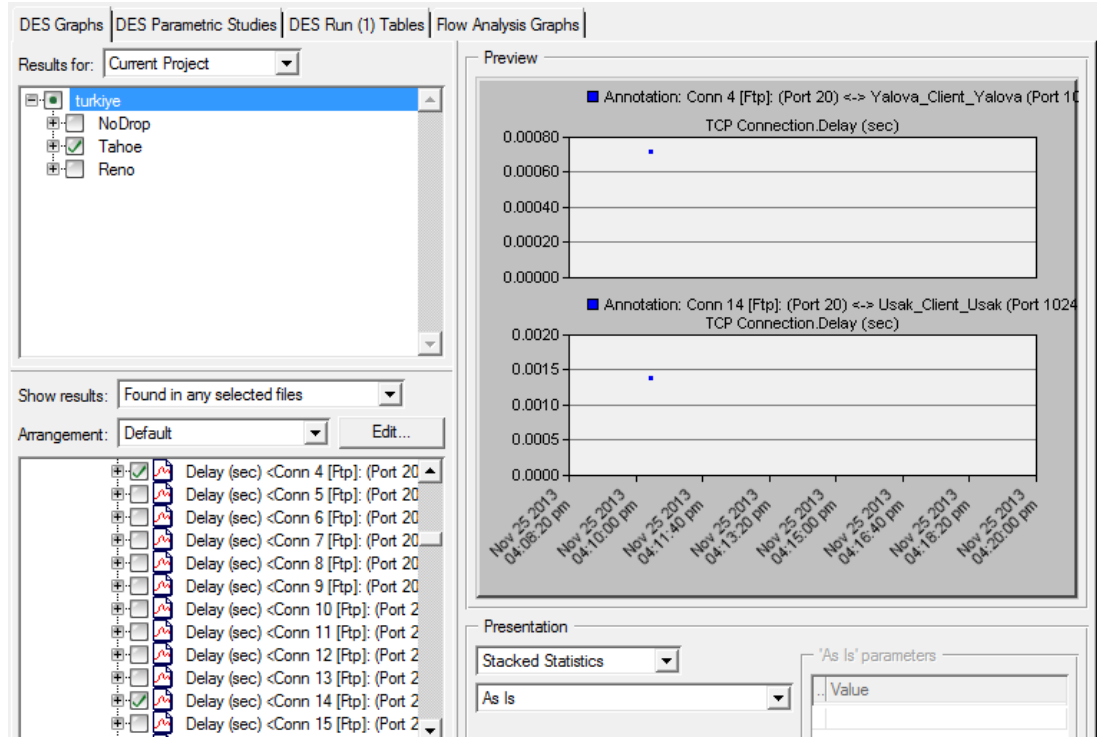 DES Graphs DES Parametric Studies DES Run (1) Tables Flow Analysis Graphs
Results for: Current Project
turkiye
NoDrop
Tahoe
Reno
Show results: Found in any selected files
Arrangement: Default Edit...
Delay (sec) <Conn 4 [Ftp]: (Port 20
Delay (sec) <Conn 5 [Ftp]: (Port 20
Delay (sec) <Conn 6 [Ftp]: (Port 20
Delay (sec) <Conn 7 [Ftp]: (Port 20
Delay (sec) <Conn 8 [Ftp]: (Port 20
Delay (sec) <Conn 9 [Ftp]: (Port 20
Delay (sec) <Conn 10 [Ftp]: (Port 2
Delay (sec) <Conn 11 [Ftp]: (Port 2
Delay (sec) <Conn 12 [Ftp]: (Port 2
Delay (sec) <Conn 13 [Ftp]: (Port 2
Delay (sec) <Conn 14 [Ftp]: (Port 2
Delay (sec) <Conn 15 [Ftp]: (Port 2
Preview
Annotation: Conn 4 [Ftp]: (Port 20) <-> Yalova_Client_Yalova (Port 10
TCP Connection.Delay (sec)
0.00080
0.00060
0.00040
0.00020
0.00000
Annotation: Conn 14 [Ftp]: (Port 20) <-> Usak_Client_Usak (Port 1024
TCP Connection.Delay (sec)
0.0020
0.0015
0.0010
0.0005
0.0000
Nov 25 2013
04:08:20 pm
Nov 25 2013
04:10:00 pm
Nov 25 2013
04:11:40 pm
Nov 25 2013
04:13:20 pm
Nov 25 2013
04:15:00 pm
Nov 25 2013
04:16:40 pm
Nov 25 2013
04:18:20 pm
Nov 25 2013
04:20:00 pm
Presentation
Stacked Statistics
As Is
'As Is' parameters
.. Value